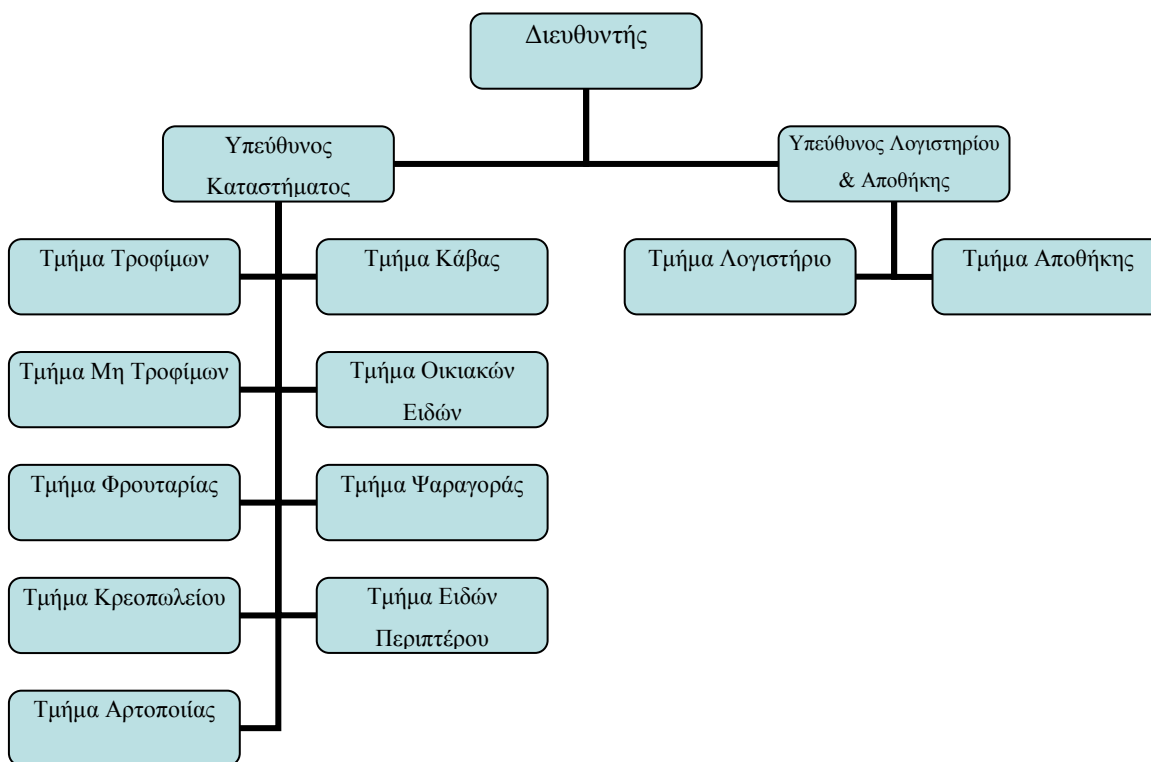 Διευθυντής
Υπεύθυνος
Καταστήματος
Υπεύθυνος Λογιστηρίου
& Αποθήκης
Τμήμα Τροφίμων
Τμήμα Κάβας
Τμήμα Λογιστήριο
Τμήμα Αποθήκης
Τμήμα Μη Τροφίμων
Τμήμα Οικιακών
Ειδών
Τμήμα Φρουταρίας
Τμήμα Ψαραγοράς
Τμήμα Κρεοπωλείου
Τμήμα Ειδών
Περιπτέρου
Τμήμα Αρτοποιίας